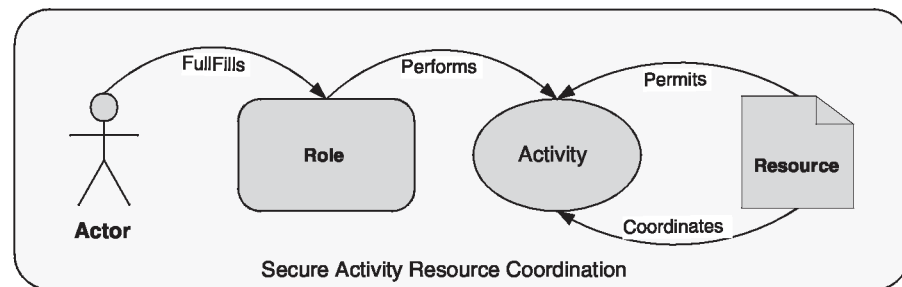 FullFills
Performs
Permits
Role
Activity
Resource
Coordinates
Actor
Secure Activity Resource Coordination